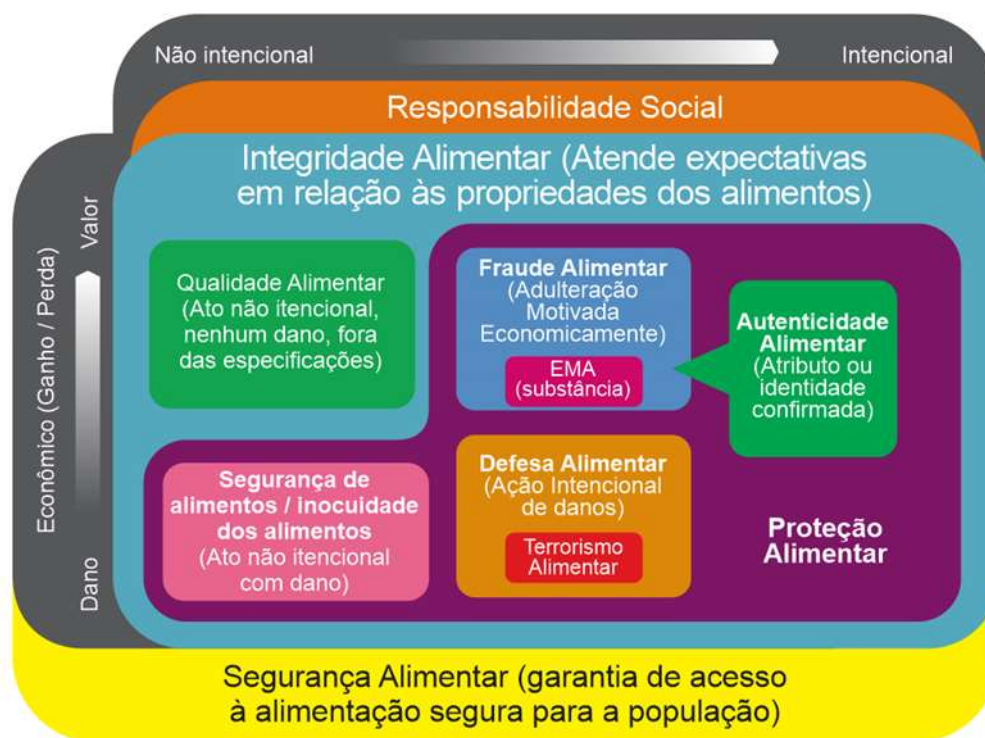 Não intencional
Intencional
Responsabilidade Social
Integridade Alimentar (Atende expectativas
em relação às propriedades dos alimentos)
Econômico (Ganho / Perda)
Valor
Dano
Qualidade Alimentar
(Ato não itencional,
nenhum dano, fora
das especificações)
Fraude Alimentar
(Adulteração
Motivada
Economicamente)
EMA
(substância)
Autenticidade
Alimentar
(Atributo ou
identidade
confirmada)
Segurança de
alimentos / inocuidade
dos alimentos
(Ato não itencional
com dano)
Defesa Alimentar
(Ação Intencional
de danos)
Terrorismo
Alimentar
Proteção
Alimentar
Segurança Alimentar (garantia de acesso
à alimentação segura para a população)